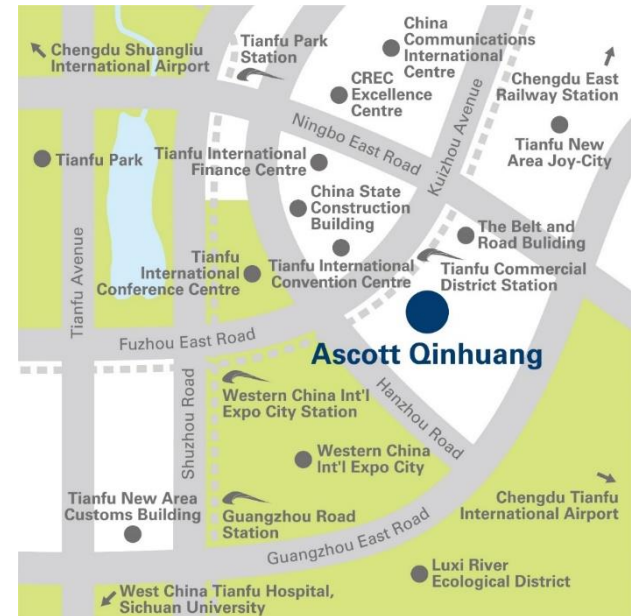 Chengdu Shuangliu
International Airport
Tianfu Park
Station
China
Communications
International
Centre
CREC
Excellence
Centre
Chengdu East
Railway Station
Tianfu New
Area Joy-City
Ningbo East Road
Kuizhou Avenue
Tianfu Park
Tianfu International
Finance Centre
China State
Construction
Building
The Belt and
Road Buliding
Tianfu
International
Conference Centre
Tianfu International
Convention Centre
Tianfu Commercial
District Station
Tianfu Avenue
Fuzhou East Road
Ascott Qinhuang
Western China Int'l
Expo City Station
Hanzhou Road
Shuzhou Road
Western China
Int'l Expo City
Tianfu New Area
Customs Building
Guangzhou Road
Station
Chengdu Tianfu
International Airport
Guangzhou East Road
Luxi River
Ecological District
West China Tianfu Hospital,
Sichuan University